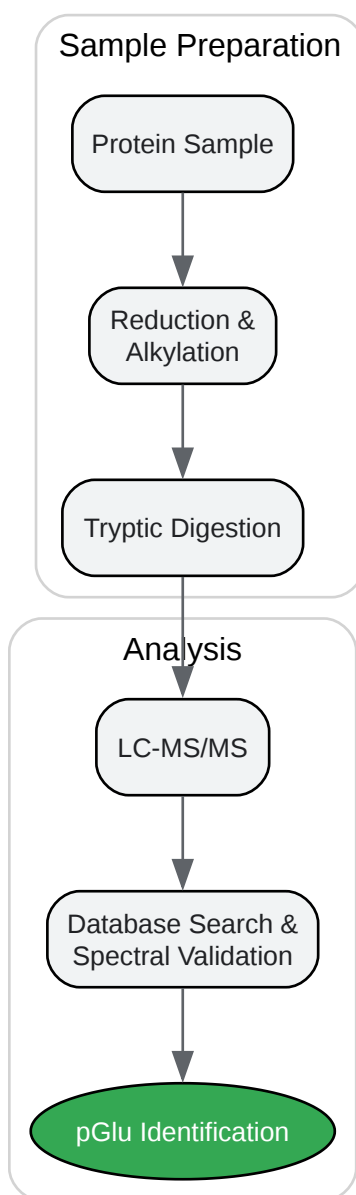 Sample Preparation
Protein Sample
Reduction &
Alkylation
Tryptic Digestion
Analysis
LC-MS/MS
Database Search &
Spectral Validation
pGlu Identification